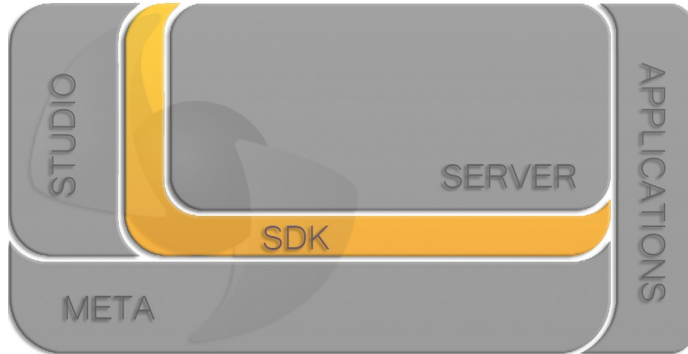 STUDIO
SERVER
APPLICATIONS
SDK
META